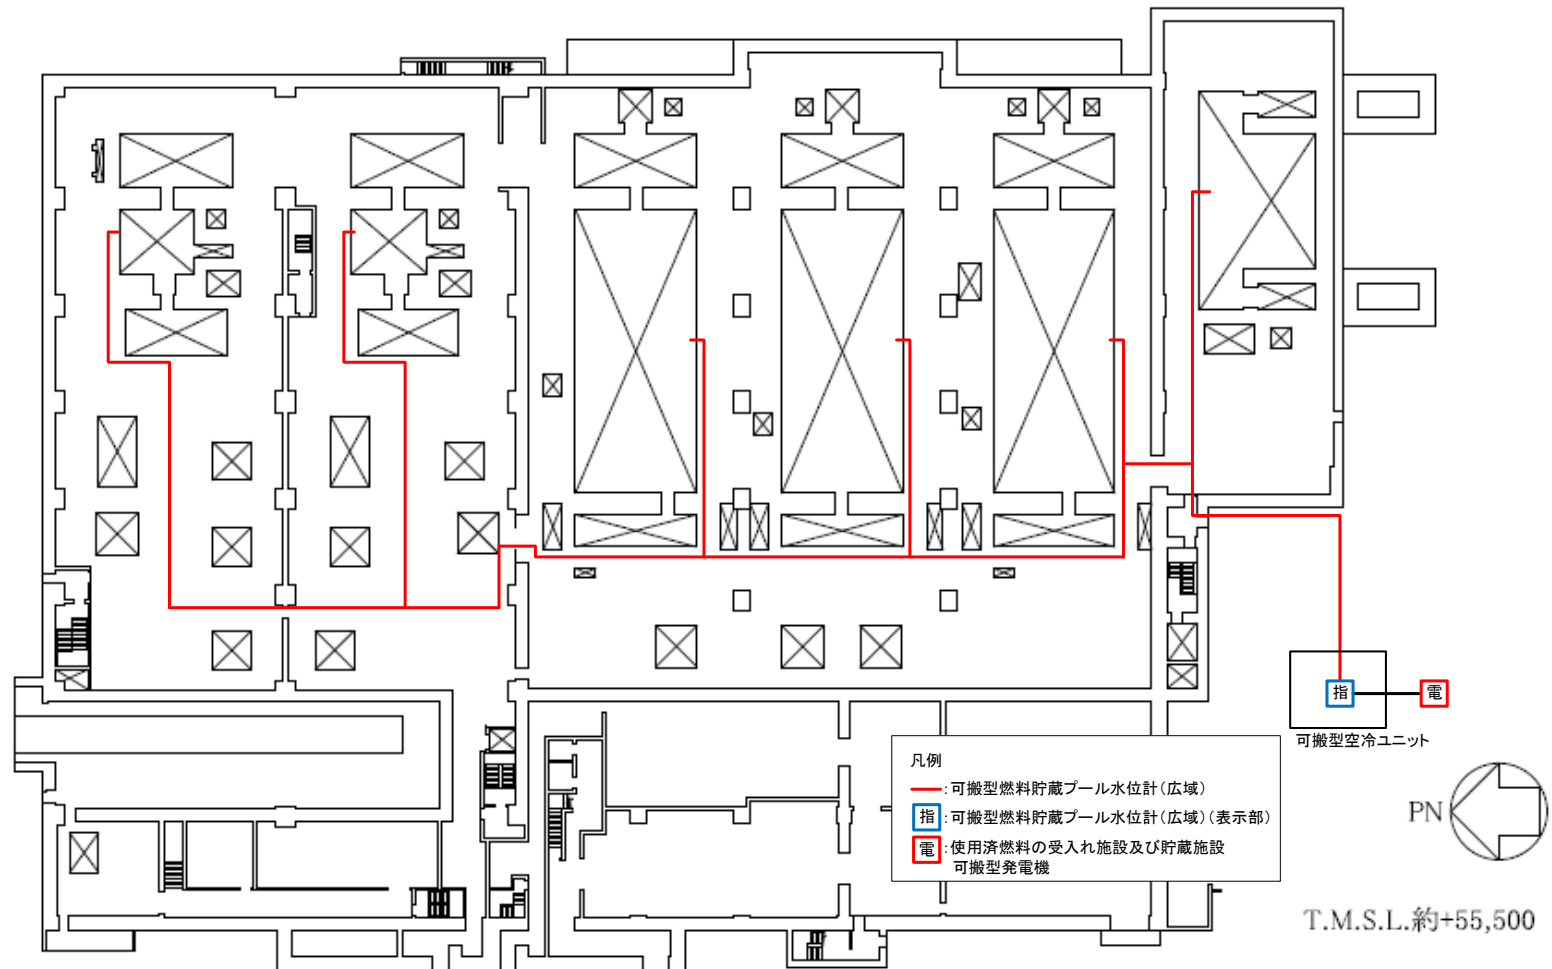 指
電
可搬型空冷ユニット
凡例
:可搬型燃料貯蔵プール水位計(広域)
指:可搬型燃料貯蔵プール水位計(広域)(表示部)
電:使用済燃料の受入れ施設及び貯蔵施設
可搬型発電機
PN
T.M.S.L.約+55,500